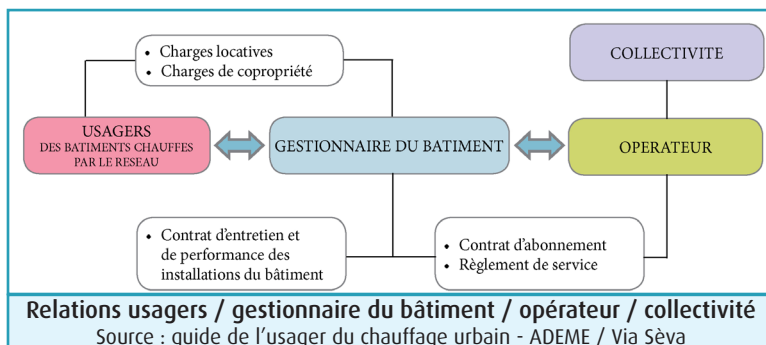 • Charges locatives
• Charges de copropriété
COLLECTIVITE
USAGERS
DES BATIMENTS CHAUFFES
PAR LE RESEAU
GESTIONNAIRE DU BATIMENT
OPERATEUR
• Contrat d'entretien et
de performance des
installations du bâtiment
• Contrat d'abonnement
• Règlement de service
Relations usagers / gestionnaire du bâtiment / opérateur / collectivité
Source : guide de l'usager du chauffage urbain - ADEME / Via Sèva